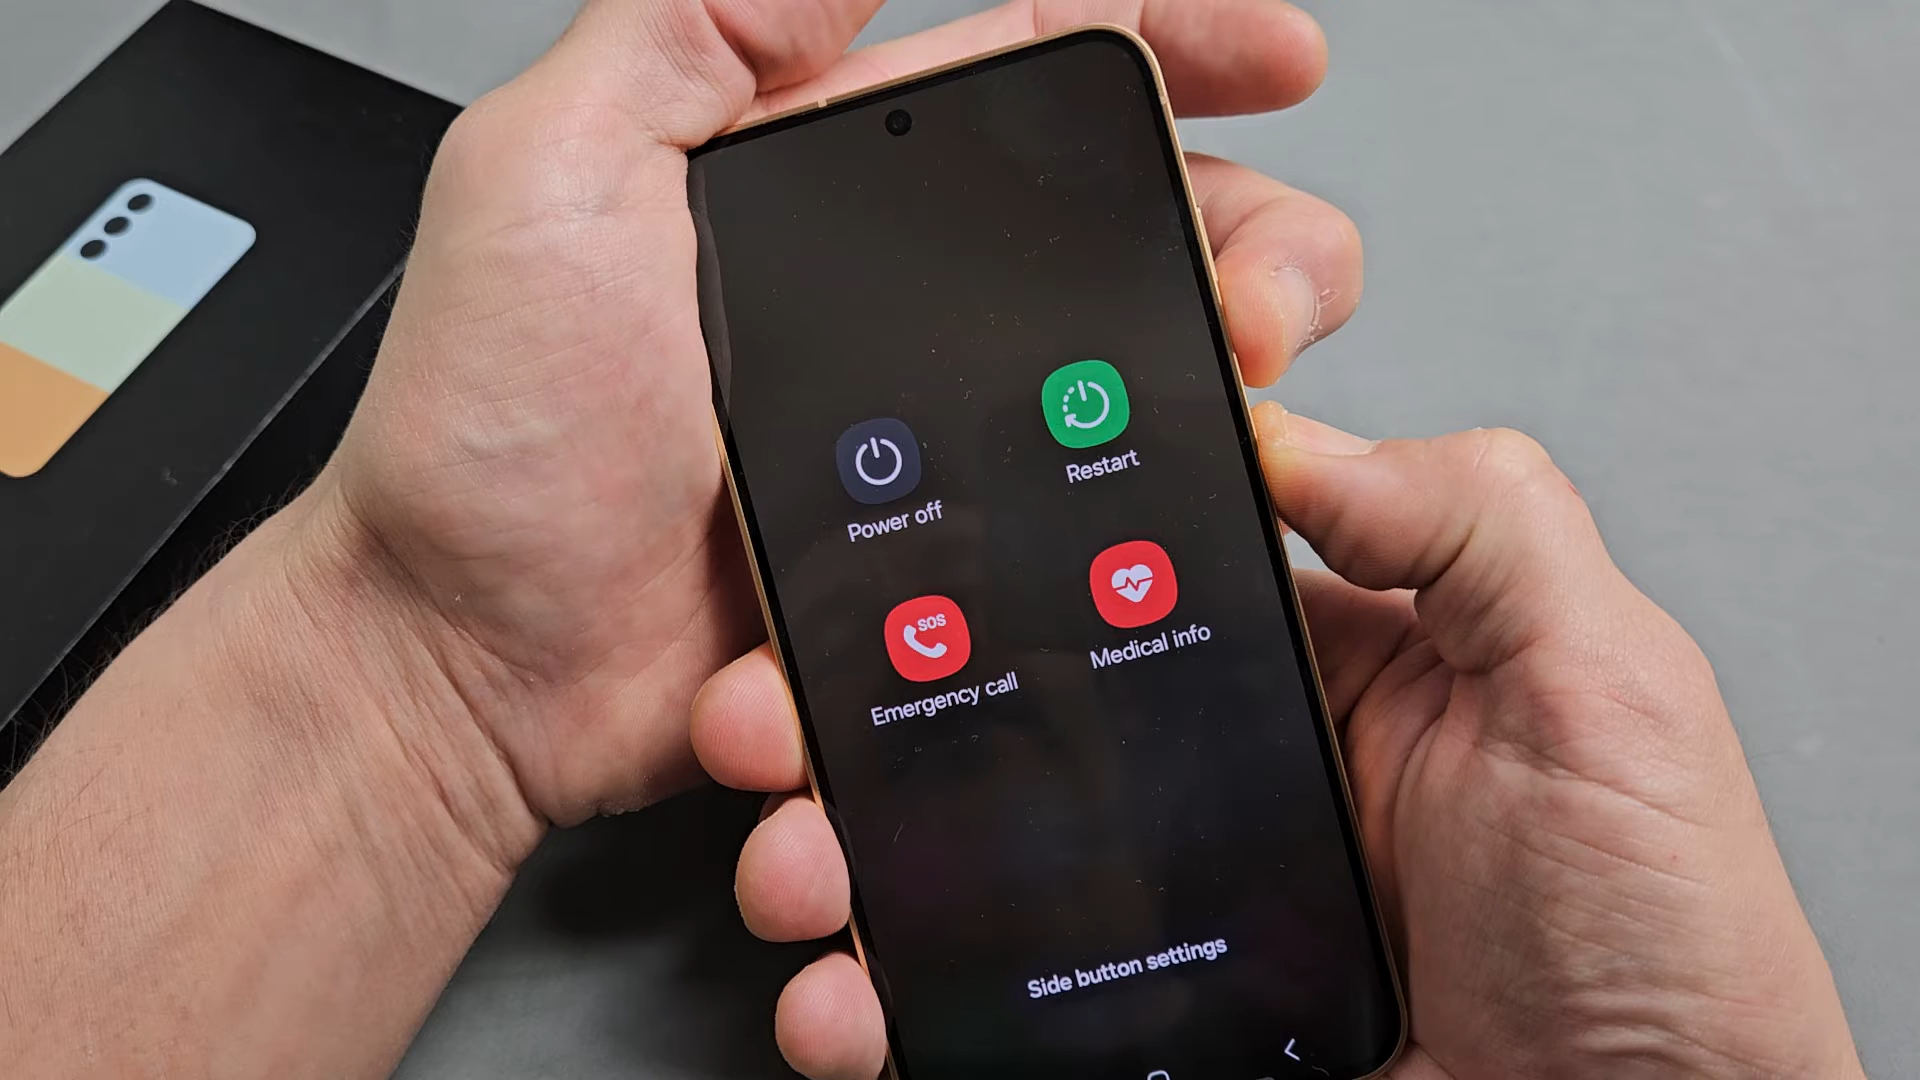 Power off
Restart
SOS
Emergency call
Medical info
Side button settings